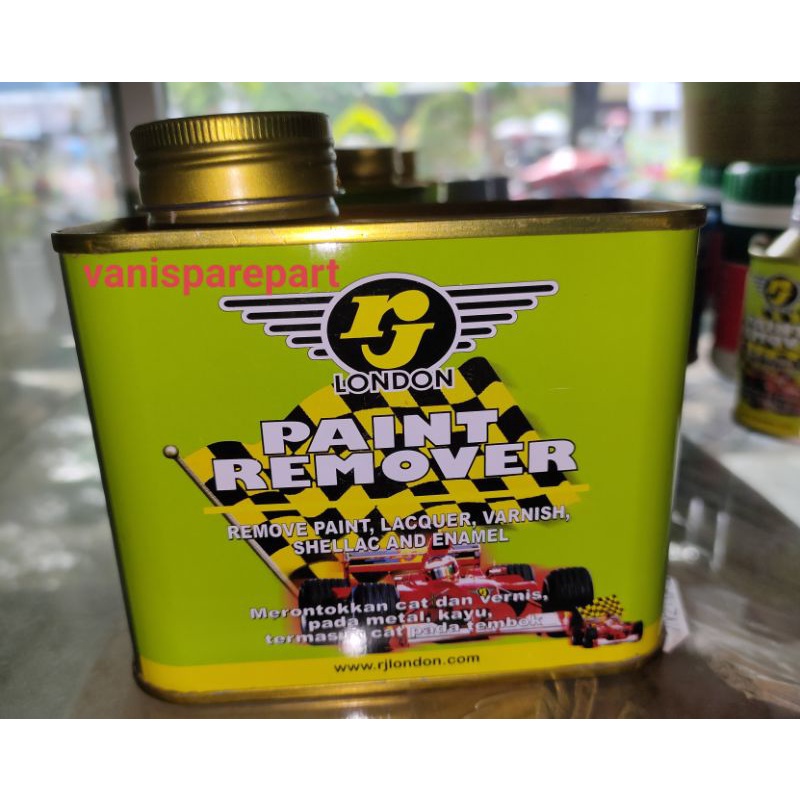 vanisparepart
rj
LONDON
PAINT
REMOVER
REMOVE PAINT, LACQUER, VARNISH,
SHELLAC AND ENAMEL
Merontokkan cat dan vernis,
pada metal, kayu,
termasuk cat pada tembok
www.rjlondon.com